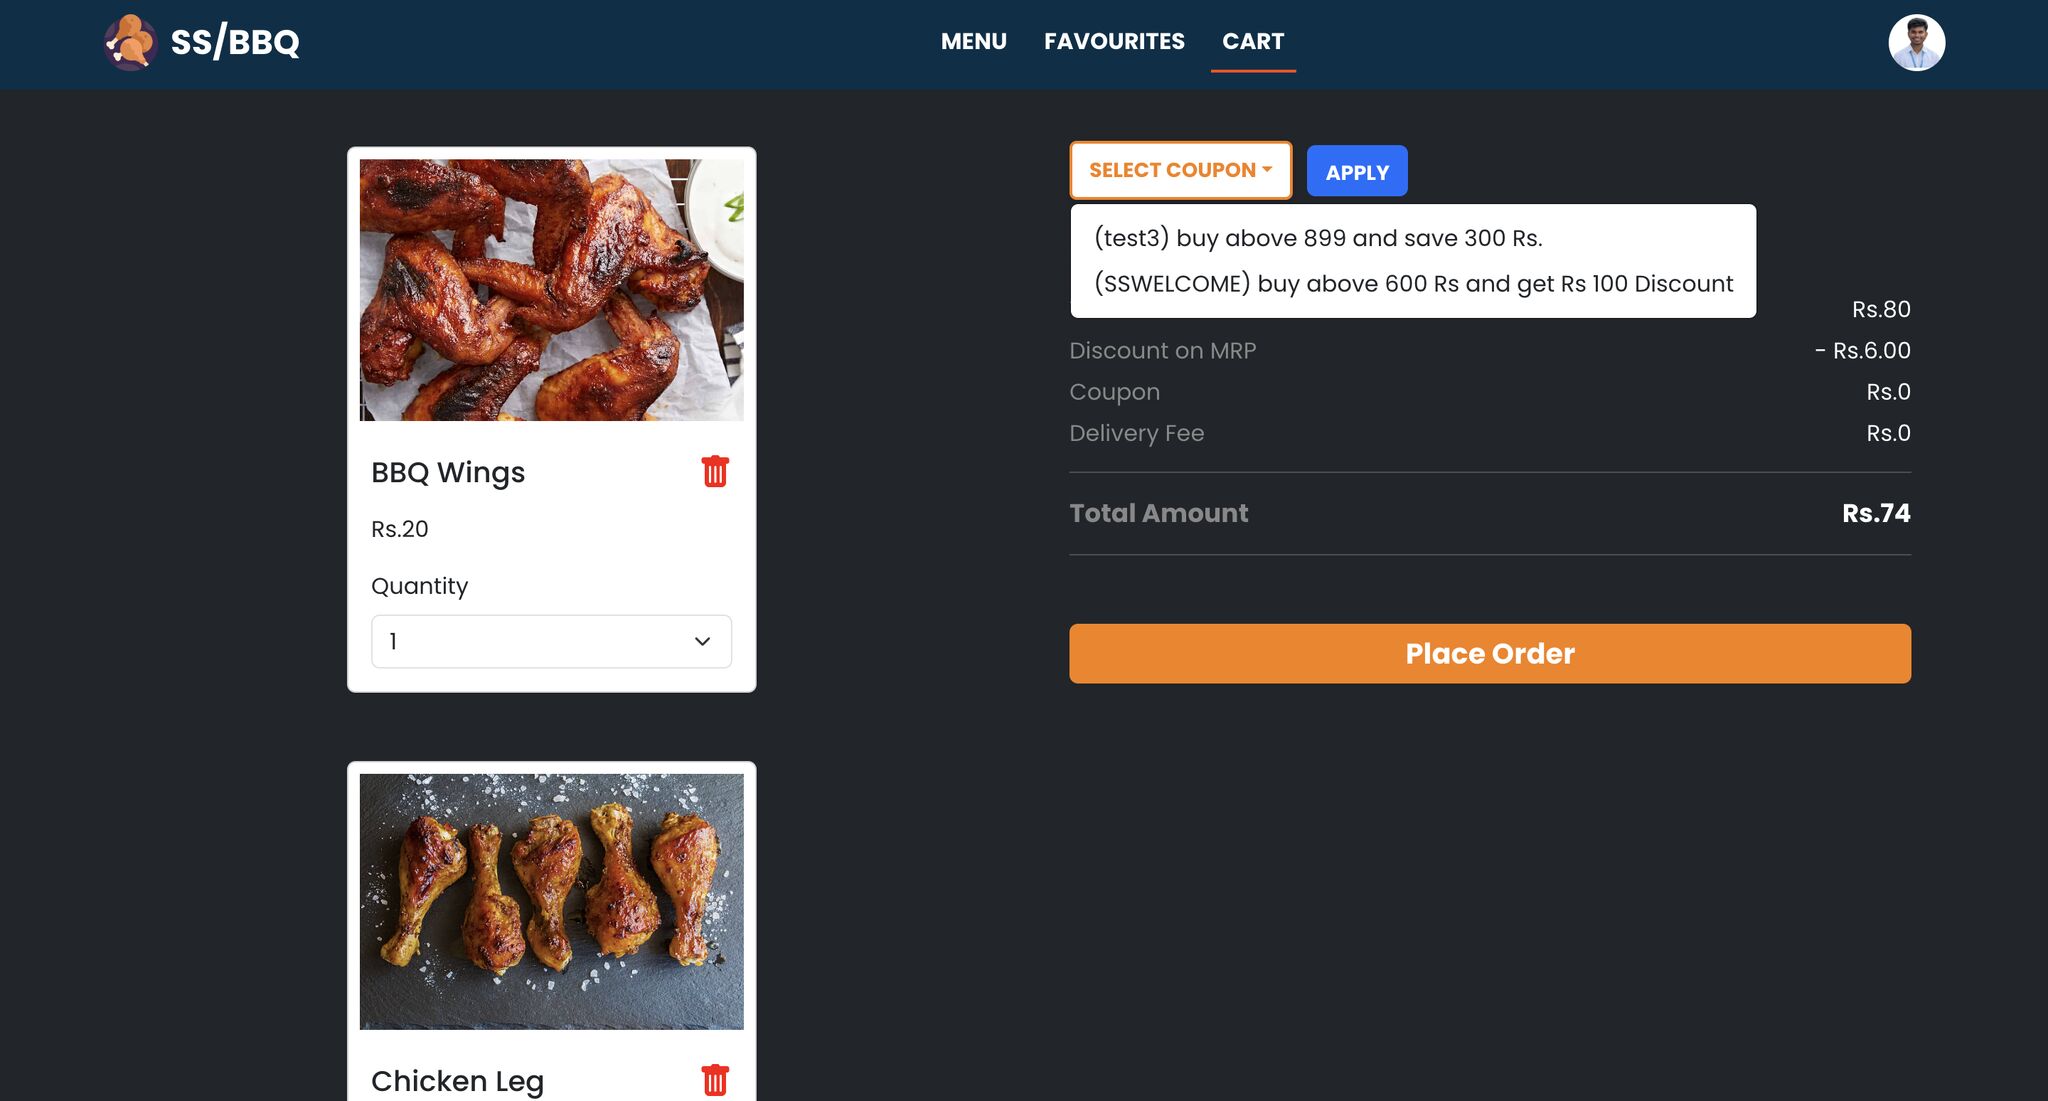 SS/BBQ
MENU FAVOURITES CART
BBQ Wings
Rs.20
Quantity
1
Chicken Leg
SELECT COUPON APPLY
(test3) buy above 899 and save 300 Rs.
(SSWELCOME) buy above 600 Rs and get Rs 100 Discount
Rs.80
Discount on MRP - Rs.6.00
Coupon Rs.0
Delivery Fee Rs.0
Total Amount Rs.74
Place Order